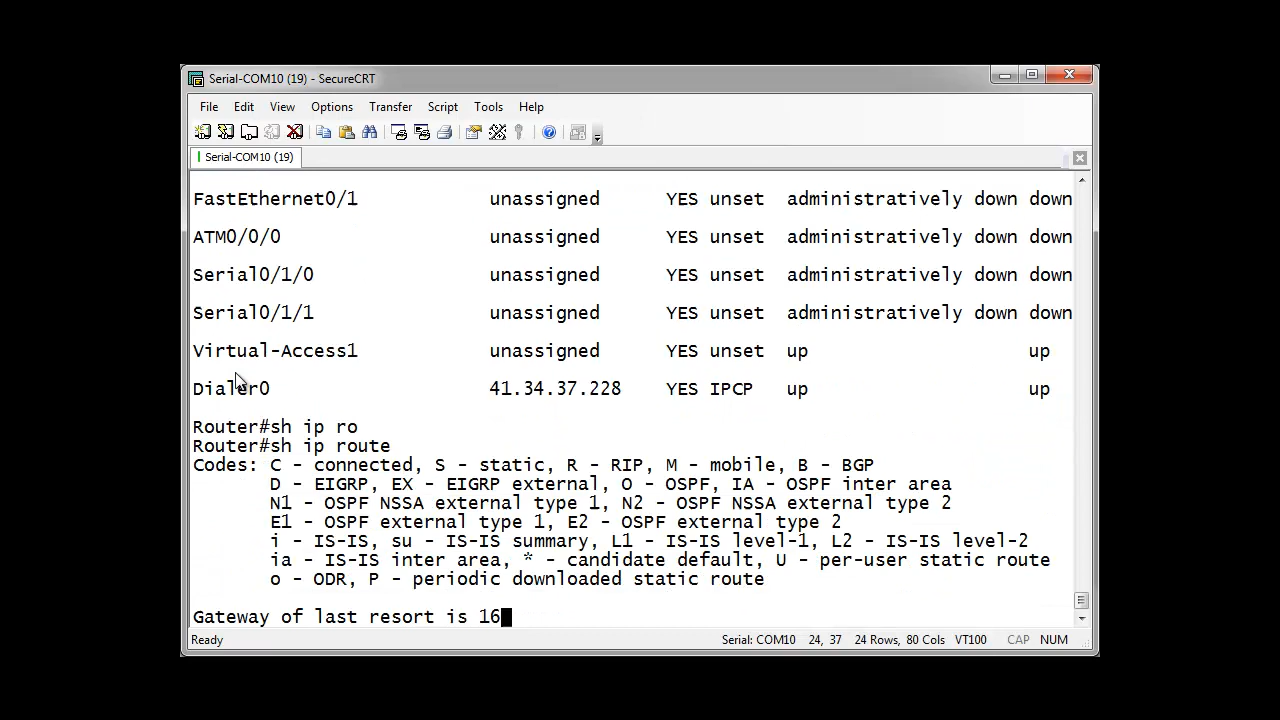 Serial-COM10 (19) - SecureCRT
File Edit View Options Transfer Script Tools Help
Serial-COM10 (19)
FastEthernet0/1 unassigned YES unset administratively down down
ATM0/0/0 unassigned YES unset administratively down down
Serial0/1/0 unassigned YES unset administratively down down
Serial0/1/1 unassigned YES unset administratively down down
Virtual-Access1 unassigned YES unset up up
Dialer0 41.34.37.228 YES IPCP up up
Router#sh ip ro
Router#sh ip route
Codes: C - connected, S - static, R - RIP, M - mobile, B - BGP
D - EIGRP, EX - EIGRP external, O - OSPF, IA - OSPF inter area
N1 - OSPF NSSA external type 1, N2 - OSPF NSSA external type 2
E1 - OSPF external type 1, E2 - OSPF external type 2
i - IS-IS, su - IS-IS summary, L1 - IS-IS level-1, L2 - IS-IS level-2
ia - IS-IS inter area, * - candidate default, U - per-user static route
o - ODR, P - periodic downloaded static route
Gateway of last resort is 16
Ready Serial: COM10 24, 37 24 Rows, 80 Cols VT100 CAP NUM